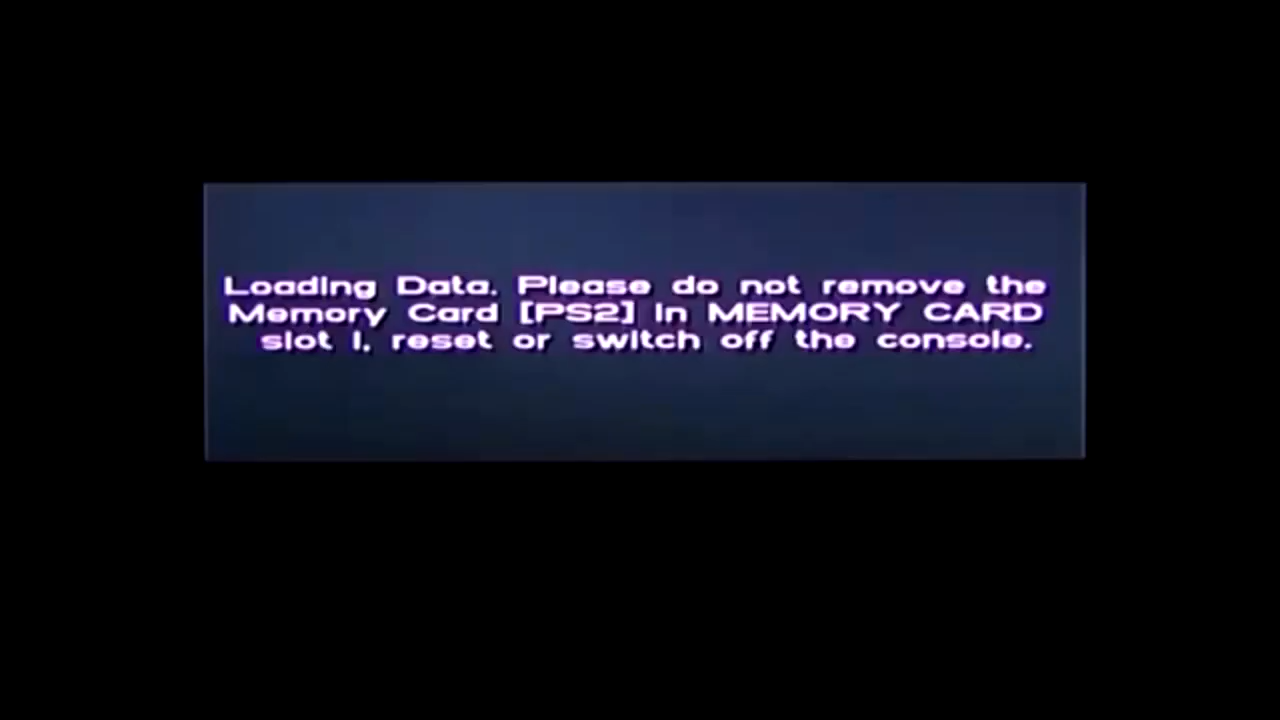 Loading Data. Please do not remove the
Memory Card [PS2] in MEMORY CARD
slot 1, reset or switch off the console.